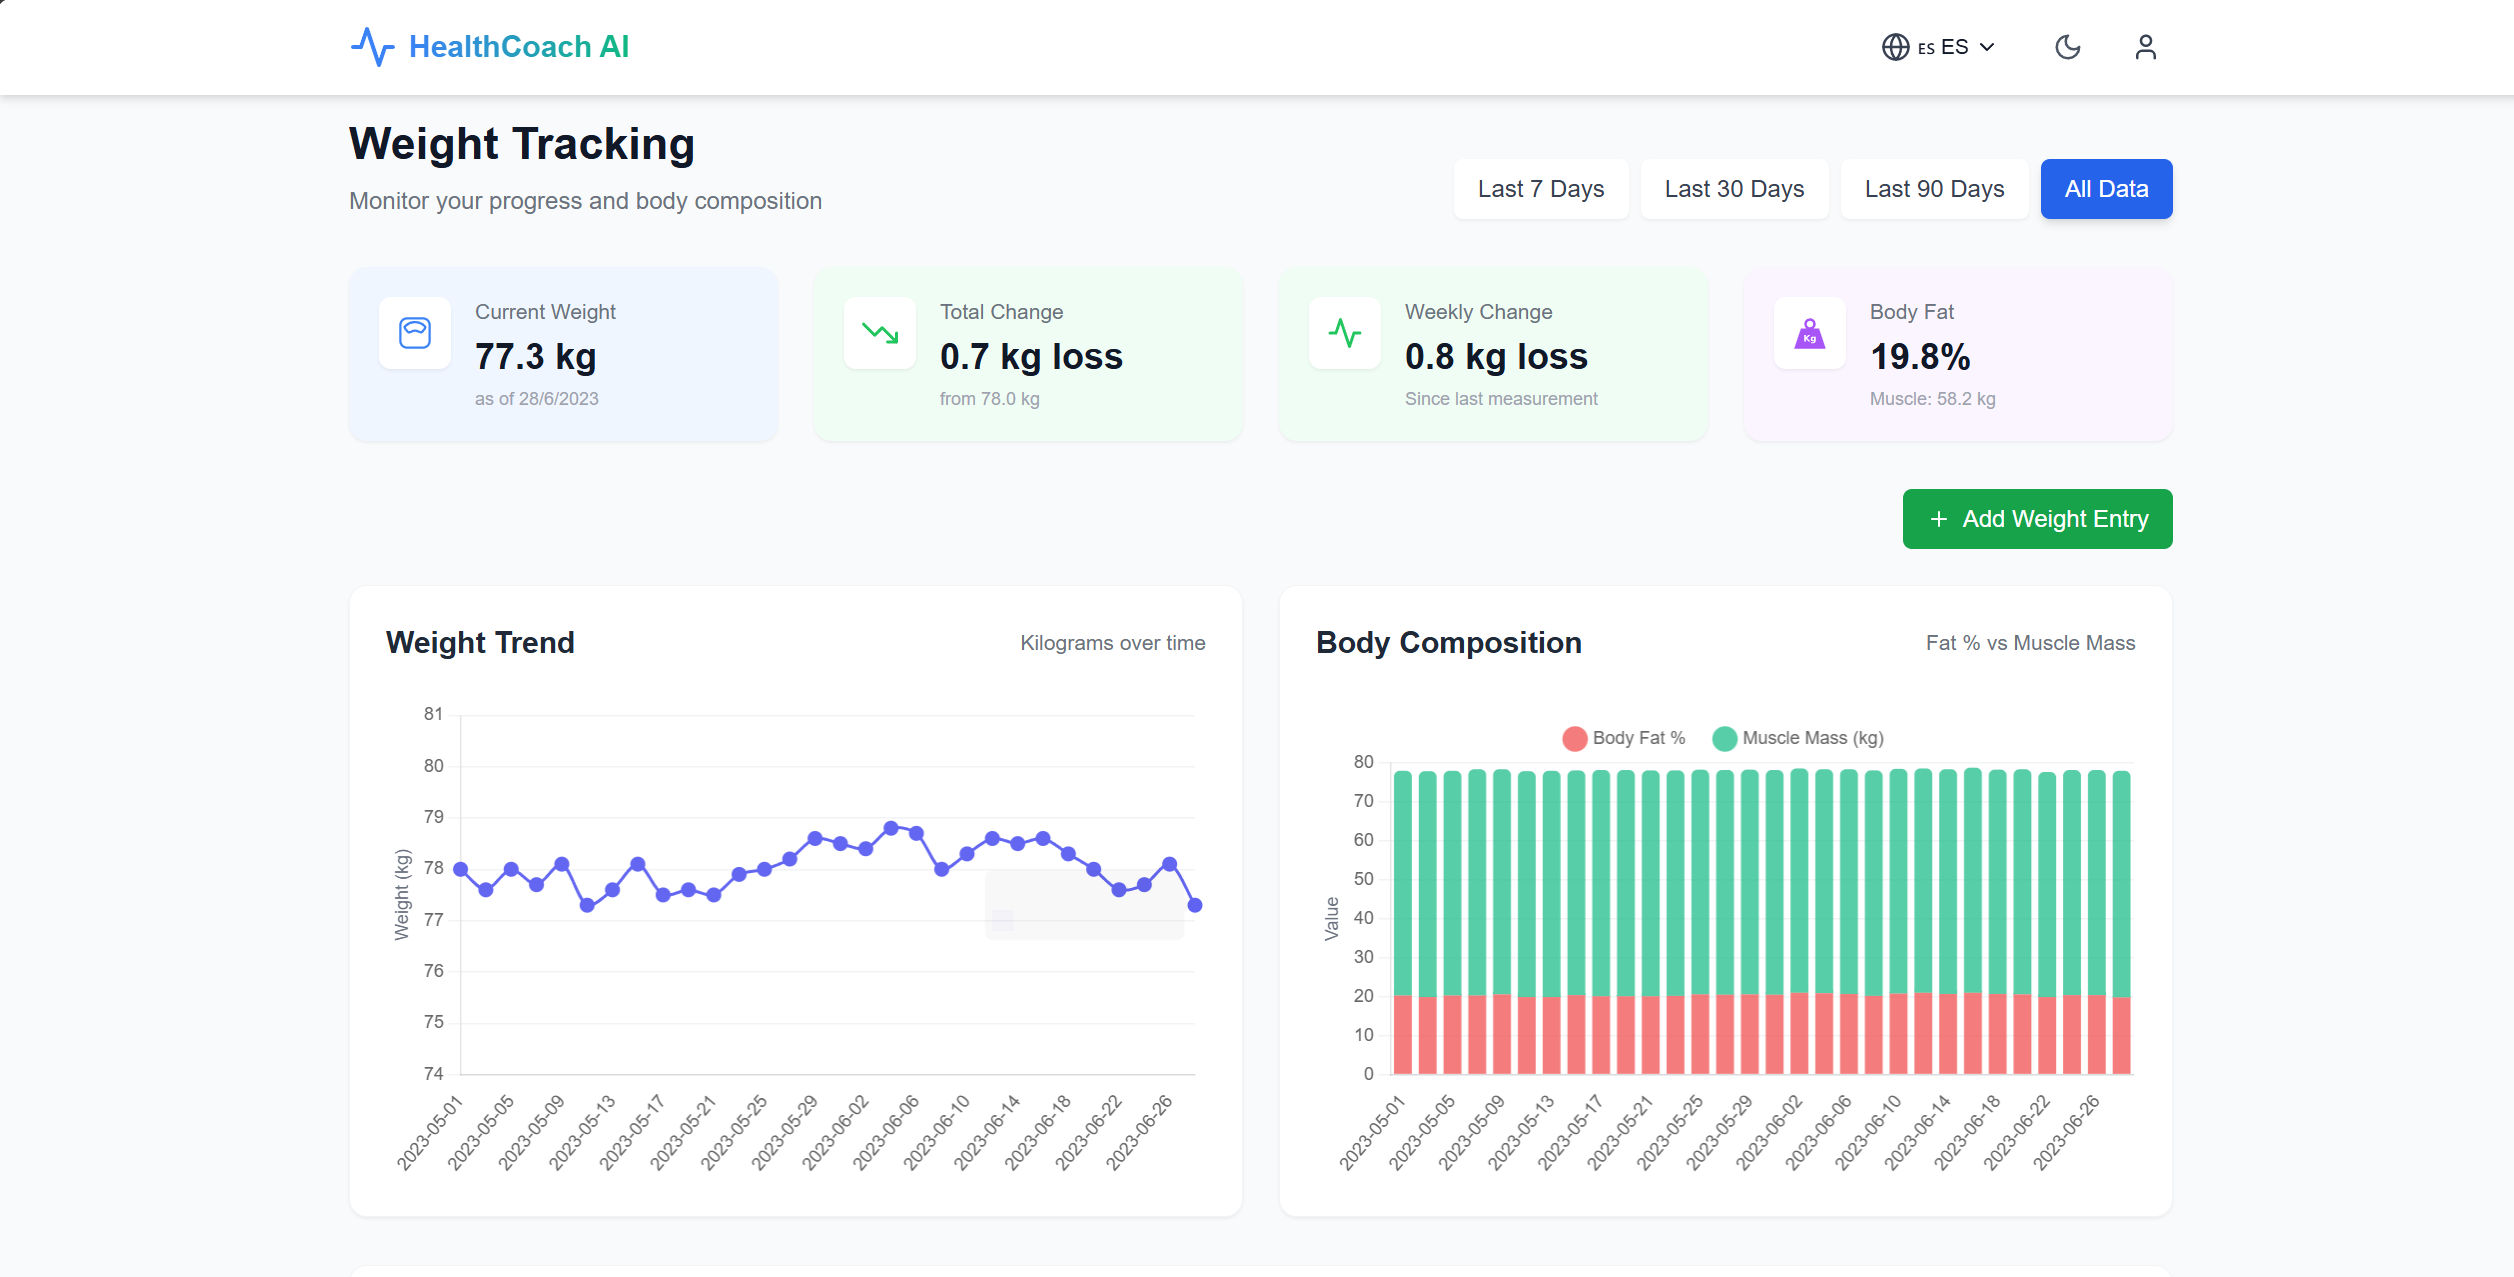 HealthCoach AI
ES ES
Weight Tracking
Monitor your progress and body composition
Last 7 Days
Last 30 Days
Last 90 Days
All Data
Current Weight
77.3 kg
as of 28/6/2023
Total Change
0.7 kg loss
from 78.0 kg
Weekly Change
0.8 kg loss
Since last measurement
Kg
Body Fat
19.8%
Muscle: 58.2 kg
+ Add Weight Entry
Weight Trend
Kilograms over time
81
80
79
78
77
76
75
74
Weight (kg)
2023-05-01
2023-05-05
2023-05-09
2023-05-13
2023-05-17
2023-05-21
2023-05-25
2023-05-29
2023-06-02
2023-06-06
2023-06-10
2023-06-14
2023-06-18
2023-06-22
2023-06-26
Body Composition
Fat % vs Muscle Mass
Body Fat %
Muscle Mass (kg)
80
70
60
50
40
30
20
10
0
Value
2023-05-01
2023-05-05
2023-05-09
2023-05-13
2023-05-17
2023-05-21
2023-05-25
2023-05-29
2023-06-02
2023-06-06
2023-06-10
2023-06-14
2023-06-18
2023-06-22
2023-06-26